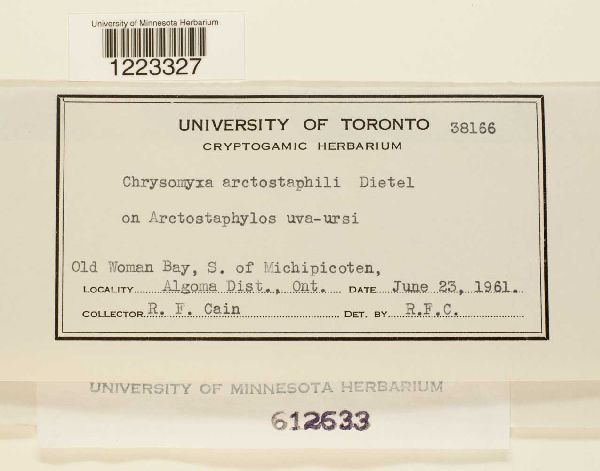 University of Minnesota Herbarium
1223327
UNIVERSITY OF TORONTO 38166
CRYPTOGAMIC HERBARIUM
Chrysomyxa arctostaphili Dietel
on Arctostaphylos uva-ursi
Old Woman Bay, S. of Michipicoten,
LOCALITY Algoma Dist., Ont. DATE June 23, 1961.
COLLECTOR R. F. Cain DET. BY R.F.C.
UNIVERSITY OF MINNESOTA HERBARIUM
612633